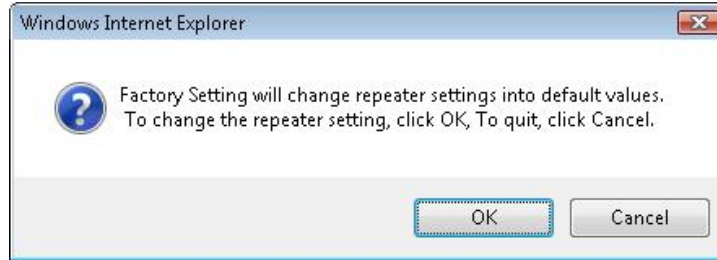 Windows Internet Explorer
Factory Setting will change repeater settings into default values.
To change the repeater setting, click OK, To quit, click Cancel.
OK
Cancel